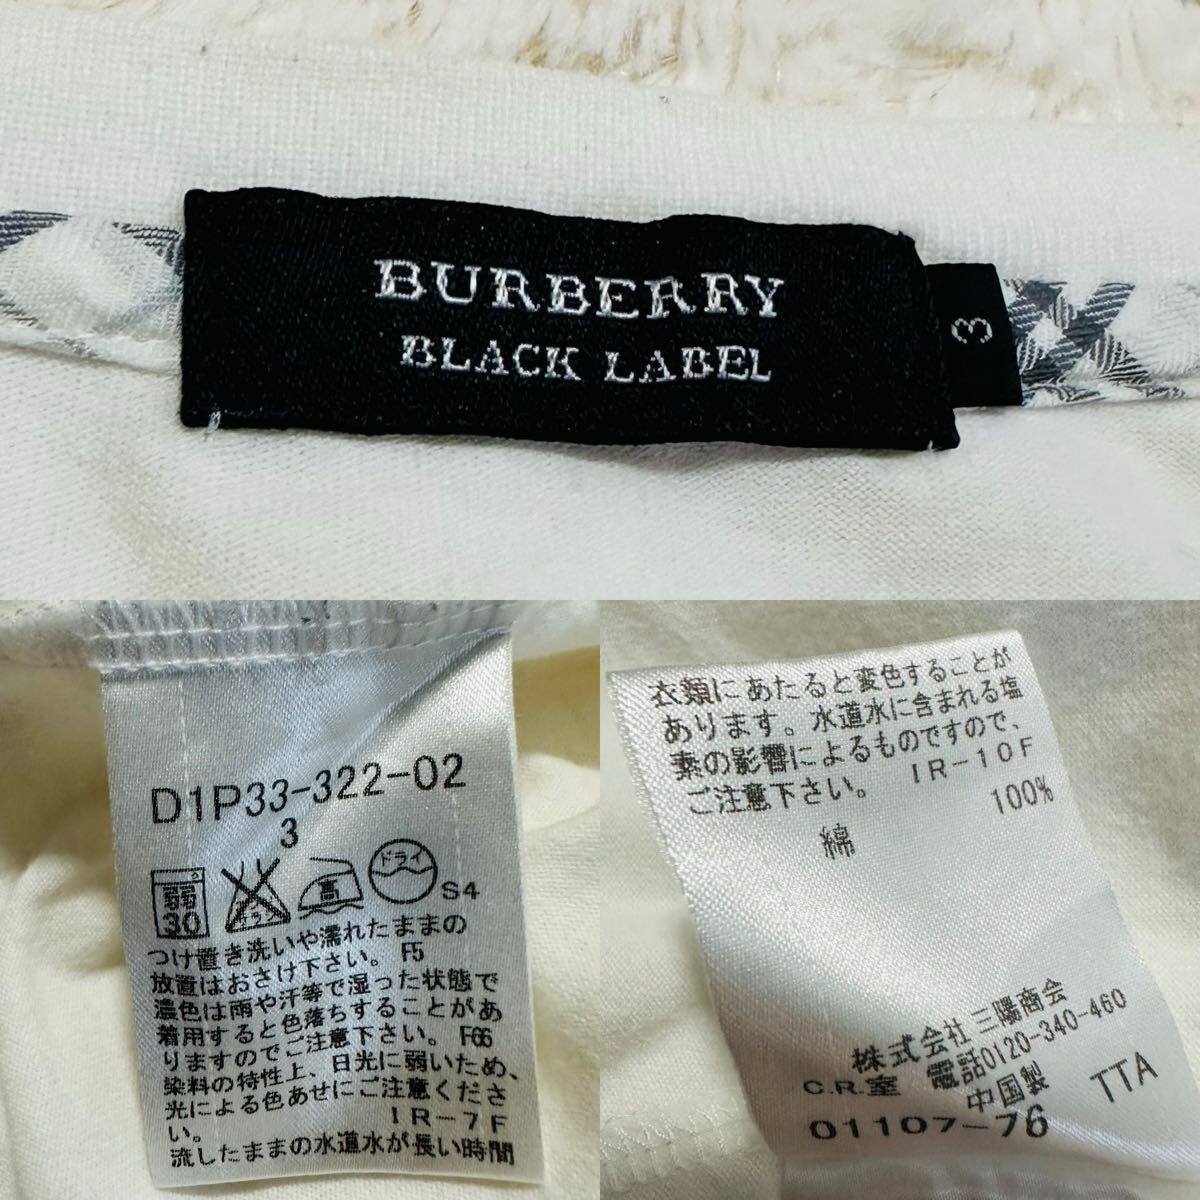 BURBERRY
BLACK LABEL
3
D1P33-322-02
3
弱
30
エンソサラシ
高
ドライ
S4
つけ置き洗いや濡れたままの
放置はおさけ下さい。 F5
濃色は雨や汗等で湿った状態で
着用すると色落ちすることがあ
りますのでご注意下さい。 F66
染料の特性上、日光に弱いため、
光による色あせにご注意くださ
い。 IR-7F
流したままの水道水が長い時間
衣類にあたると変色することが
あります。水道水に含まれる塩
素の影響によるものですので、
ご注意下さい。 IR-10F
綿 100%
株式会社 三陽商会
C.R.室 電話0120-340-460
中国製 TTA
01107-76